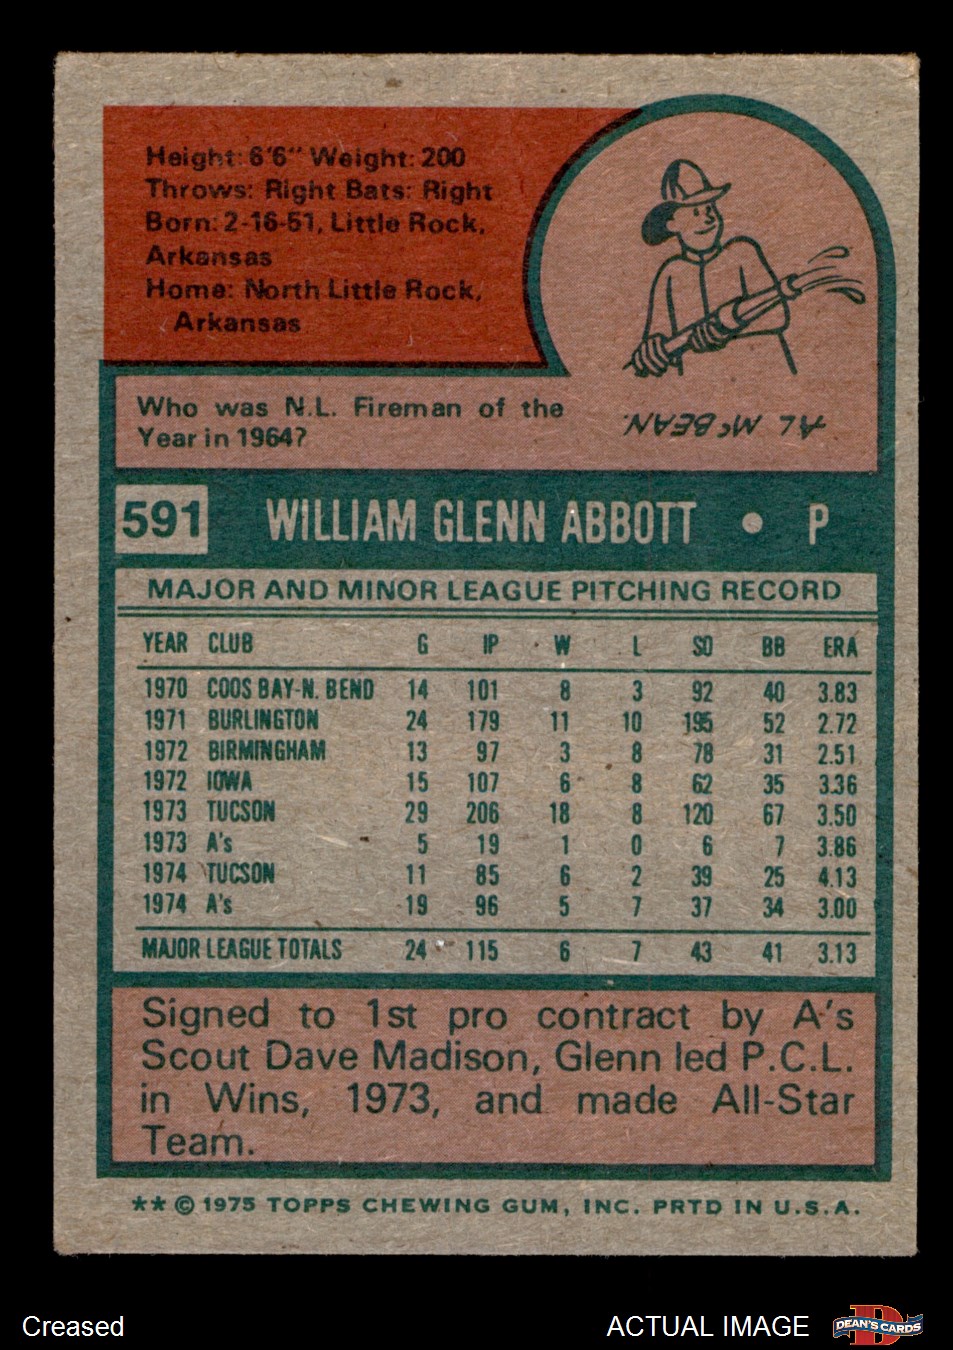 Height: 6'6" Weight: 200
Throws: Right Bats: Right
Born: 2-16-51, Little Rock,
Arkansas
Home: North Little Rock,
Arkansas
Who was N.L. Fireman of the
Year in 1964?
AL McBEAN.
591 WILLIAM GLENN ABBOTT • P
MAJOR AND MINOR LEAGUE PITCHING RECORD
YEAR CLUB G IP W L SO BB ERA
1970 COOS BAY-N. BEND 14 101 8 3 92 40 3.83
1971 BURLINGTON 24 179 11 10 195 52 2.72
1972 BIRMINGHAM 13 97 3 8 78 31 2.51
1972 IOWA 15 107 6 8 62 35 3.36
1973 TUCSON 29 206 18 8 120 67 3.50
1973 A's 5 19 1 0 6 7 3.86
1974 TUCSON 11 85 6 2 39 25 4.13
1974 A's 19 96 5 7 37 34 3.00
MAJOR LEAGUE TOTALS 24 115 6 7 43 41 3.13
Signed to 1st pro contract by A's
Scout Dave Madison, Glenn led P.C.L.
in Wins, 1973, and made All-Star
Team.
** © 1975 TOPPS CHEWING GUM, INC. PRTD IN U.S.A.
Creased
ACTUAL IMAGE
D
DEAN'S CARDS